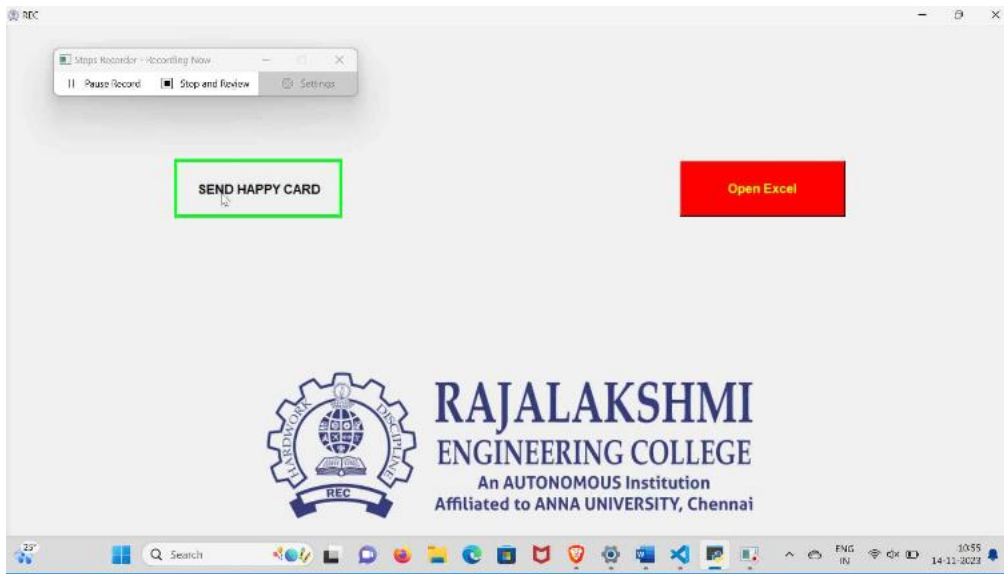 REC
Steps Recorder - Recording Now
Pause Record Stop and Review Settings
SEND HAPPY CARD
Open Excel
HARDWORK
DISCIPLINE
REC
RAJALAKSHMI
ENGINEERING COLLEGE
An AUTONOMOUS Institution
Affiliated to ANNA UNIVERSITY, Chennai
Search
ENG
IN
10:55
14-11-2023